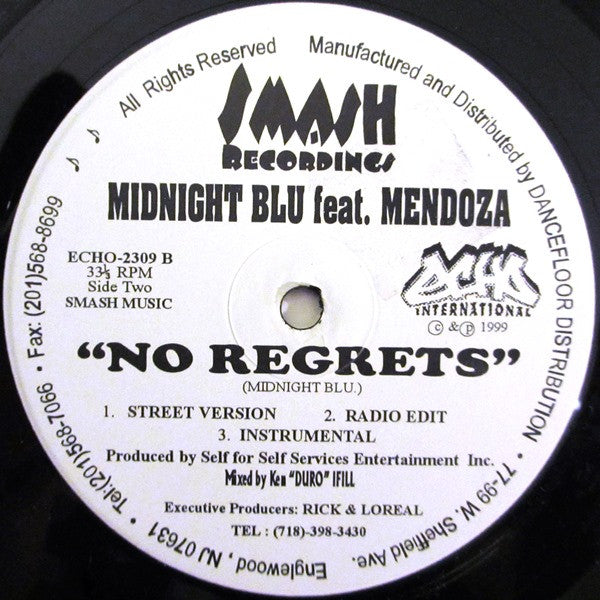 ♪ ♪ All Rights Reserved
Manufactured and Distributed by DANCEFLOOR DISTRIBUTION • 77-99 W. Sheffield Ave.
Englewood, NJ 07631 • Tel:(201)568-7066 • Fax: (201)568-8699
SMASH
RECORDINGS
MIDNIGHT BLU feat. MENDOZA
ECHO-2309 B
33⅓ RPM
Side Two
SMASH MUSIC
ECHO
INTERNATIONAL
© & ℗ 1999
"NO REGRETS"
(MIDNIGHT BLU.)
1. STREET VERSION 2. RADIO EDIT
3. INSTRUMENTAL
Produced by Self for Self Services Entertainment Inc.
Mixed by Ken "DURO" IFILL
Executive Producers: RICK & LOREAL
TEL : (718)-398-3430